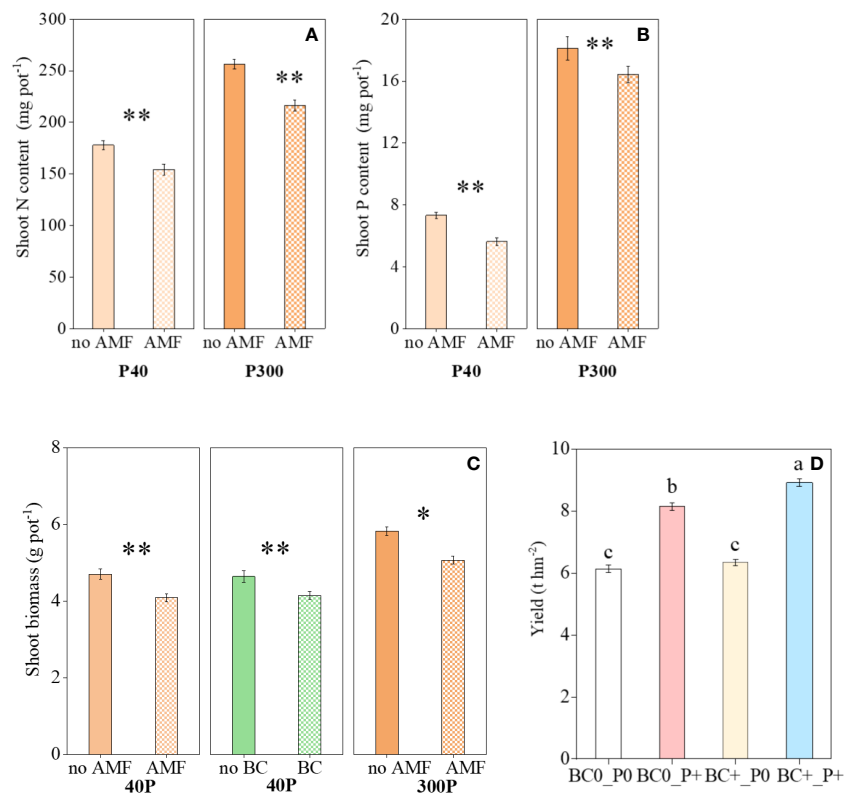 A
Shoot N content (mg pot-1)
300
250
200
150
100
50
0
**
**
no AMF AMF no AMF AMF
P40 P300
B
Shoot P content (mg pot-1)
20
16
12
8
4
0
**
**
no AMF AMF no AMF AMF
P40 P300
C
Shoot biomass (g pot-1)
8
6
4
2
0
**
**
*
no AMF AMF no BC BC no AMF AMF
40P 40P 300P
D
Yield (t hm-2)
10
8
6
4
2
0
c
b
c
a
BC0_P0 BC0_P+ BC+_P0 BC+_P+